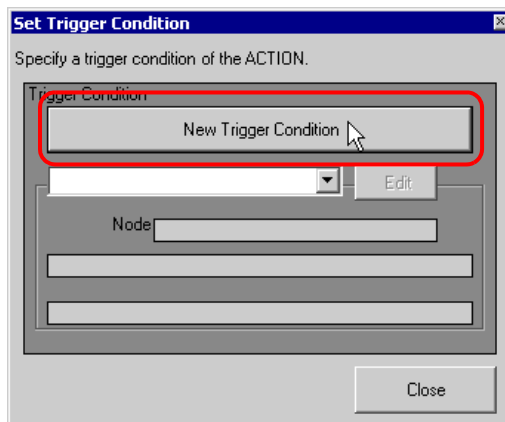 Set Trigger Condition
Specify a trigger condition of the ACTION.
Trigger Condition
New Trigger Condition
Edit
Node
Close